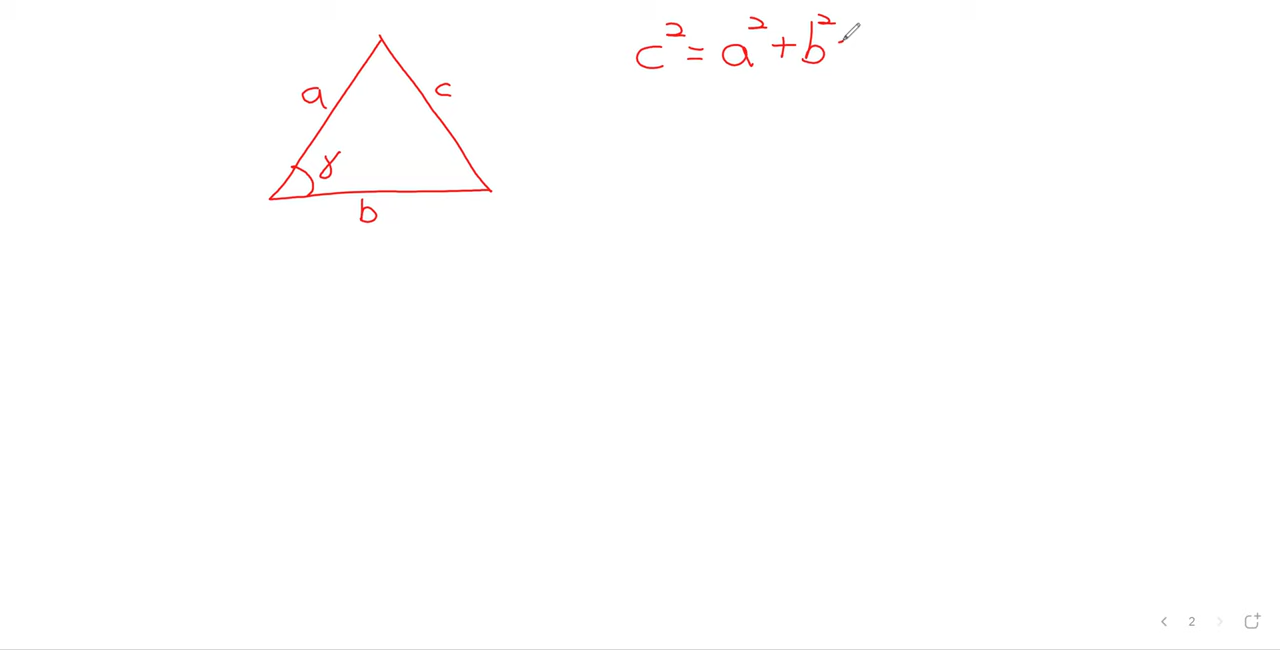 c² = a² + b²
a
c
γ
b
2